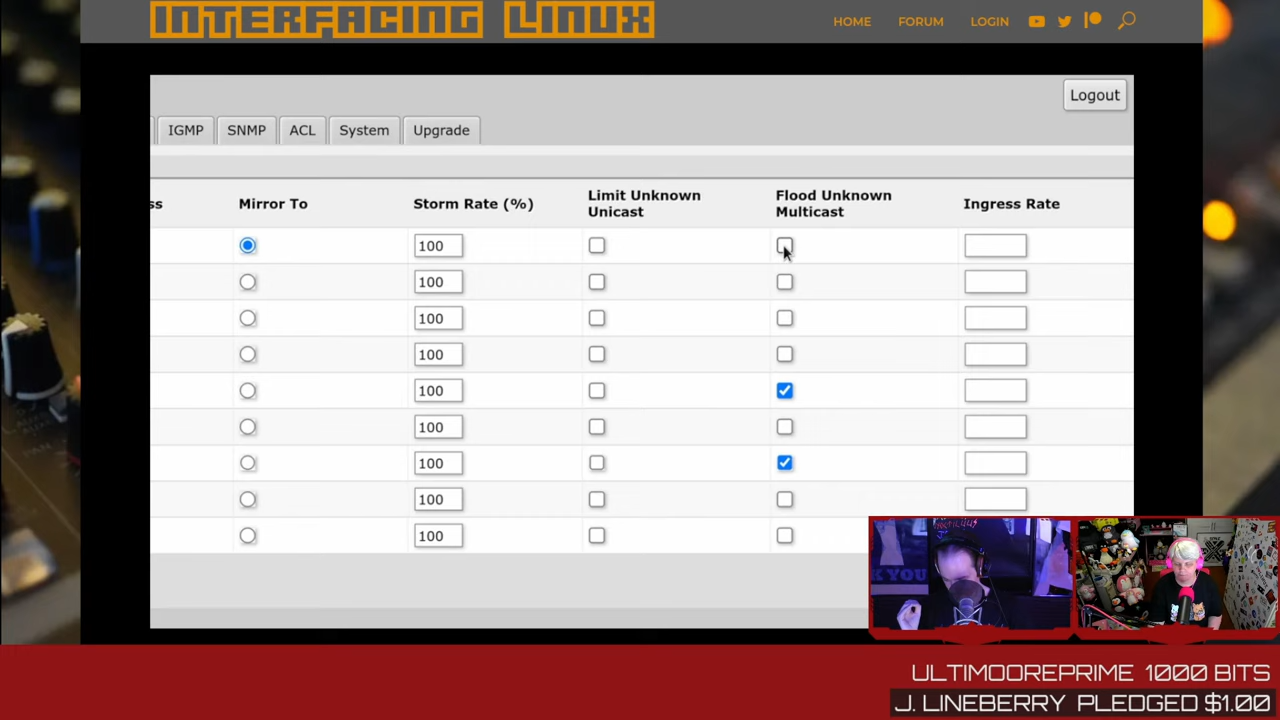 INTERFACING LINUX
HOME FORUM LOGIN
Logout
IGMP SNMP ACL System Upgrade
ss Mirror To Storm Rate (%) Limit Unknown Unicast Flood Unknown Multicast Ingress Rate
100
100
100
100
100
100
100
100
100
K YOU
ULTIMOOREPRIME 1000 BITS
J. LINEBERRY PLEDGED $1.00